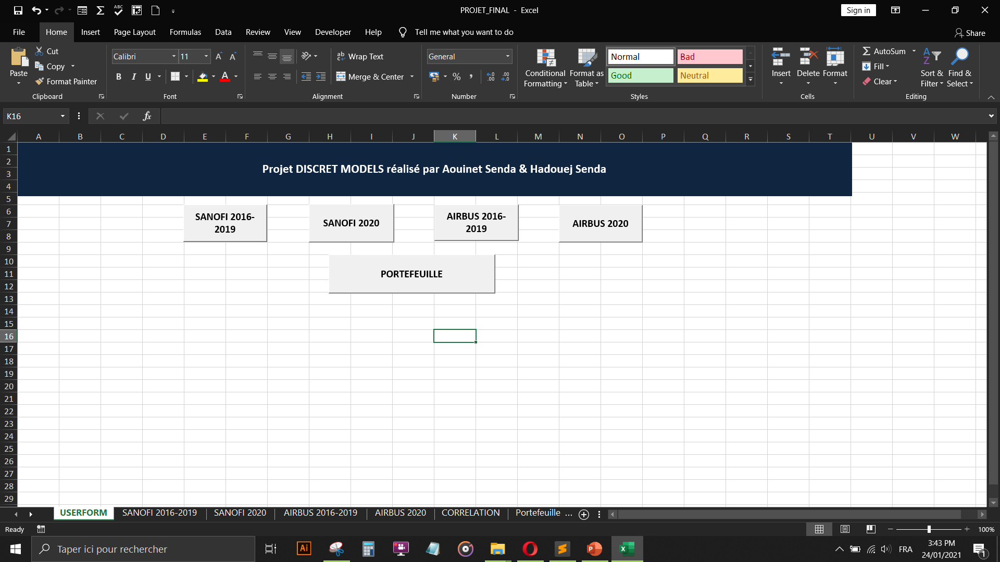 PROJET_FINAL - Excel
Sign in
File Home Insert Page Layout Formulas Data Review View Developer Help Tell me what you want to do Share
Paste
Cut
Copy
Format Painter
Clipboard
Calibri 11
B I U
Font
Wrap Text
Merge & Center
Alignment
General
Number
Conditional Formatting
Format as Table
Normal Bad
Good Neutral
Styles
Insert Delete Format
Cells
AutoSum
Fill
Clear
Sort & Filter
Find & Select
Editing
K16 fx
A B C D E F G H I J K L M N O P Q R S T U V W
1
2
3
4
Projet DISCRET MODELS réalisé par Aouinet Senda & Hadouej Senda
5
6
7
8
SANOFI 2016-
2019
SANOFI 2020
AIRBUS 2016-
2019
AIRBUS 2020
9
10
11
12
PORTEFEUILLE
13
14
15
16
17
18
19
20
21
22
23
24
25
26
27
28
29
USERFORM SANOFI 2016-2019 SANOFI 2020 AIRBUS 2016-2019 AIRBUS 2020 CORRELATION Portefeuille ...
Ready 100%
Taper ici pour rechercher
FRA
3:43 PM
24/01/2021
1